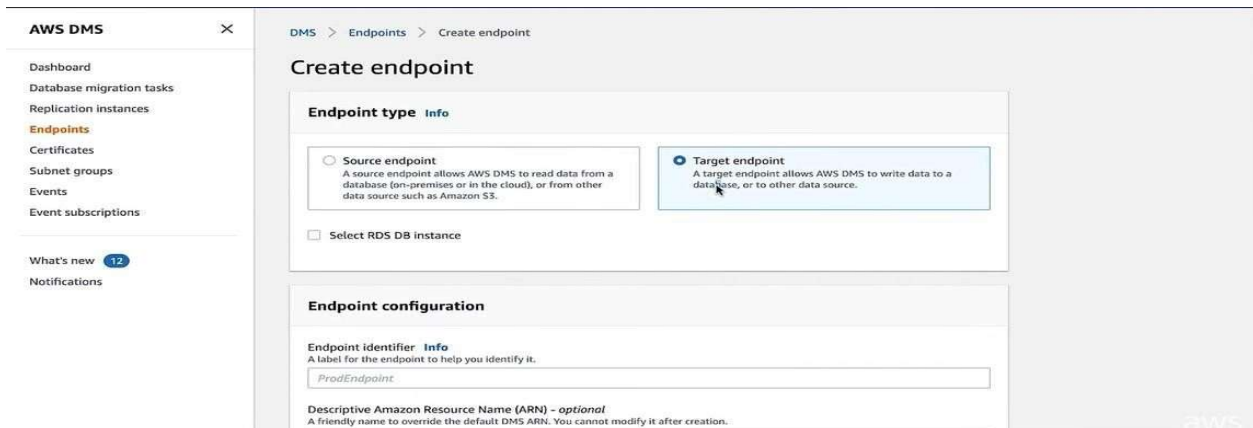 AWS DMS
Dashboard
Database migration tasks
Replication instances
Endpoints
Certificates
Subnet groups
Events
Event subscriptions
What's new 12
Notifications
DMS > Endpoints > Create endpoint
Create endpoint
Endpoint type Info
Source endpoint
A source endpoint allows AWS DMS to read data from a
database (on-premises or in the cloud), or from other
data source such as Amazon S3.
Target endpoint
A target endpoint allows AWS DMS to write data to a
database, or to other data source.
Select RDS DB instance
Endpoint configuration
Endpoint identifier Info
A label for the endpoint to help you identify it.
ProdEndpoint
Descriptive Amazon Resource Name (ARN) - optional
A friendly name to override the default DMS ARN. You cannot modify it after creation.
aws